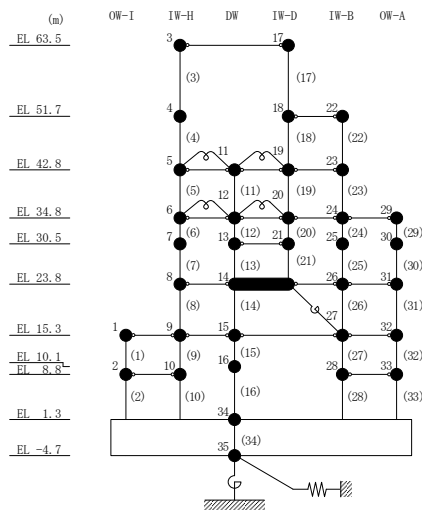 (m) OW-I IW-H DW IW-D IW-B OW-A
EL 63.5 3 17
(3) (17)
EL 51.7 4 18 22
(4) (18) (22)
EL 42.8 5 11 19 23
(5) (11) (19) (23)
EL 34.8 6 12 20 24 29
(6) (12) (20) (24) (29)
EL 30.5 7 13 21 25 30
(7) (13) (21) (25) (30)
EL 23.8 8 14 26 31
(8) (14) (26) (31)
EL 15.3 1 9 15 27 32
(1) (9) (15) (27) (32)
EL 10.1 16
EL 8.8 2 10 28 33
(2) (10) (16) (28) (33)
EL 1.3 34
(34)
EL -4.7 35